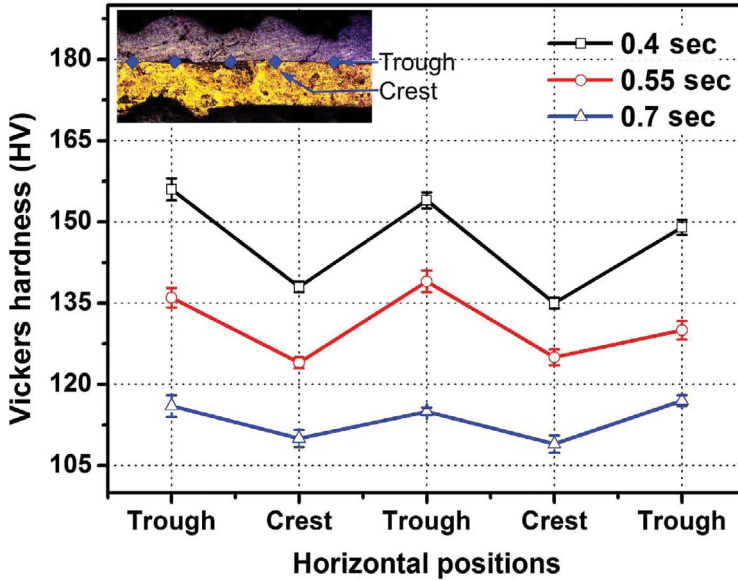 180
165
150
135
120
105
Vickers hardness (HV)
Trough
Crest
0.4 sec
0.55 sec
0.7 sec
Trough Crest Trough Crest Trough
Horizontal positions